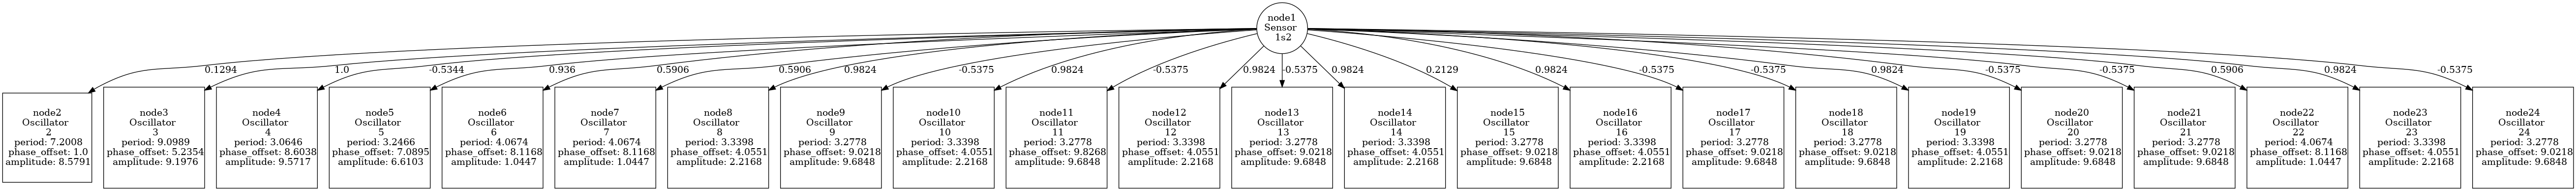 node1
Sensor
1s2
0.1294
1.0
-0.5344
0.936
0.5906
0.5906
0.9824
-0.5375
0.9824
-0.5375
0.9824
-0.5375
0.9824
0.2129
0.9824
-0.5375
-0.5375
0.9824
-0.5375
-0.5375
0.5906
0.9824
-0.5375
node2
Oscillator
2
period: 7.2008
phase_offset: 1.0
amplitude: 8.5791
node3
Oscillator
3
period: 9.0989
phase_offset: 5.2354
amplitude: 9.1976
node4
Oscillator
4
period: 3.0646
phase_offset: 8.6038
amplitude: 9.5717
node5
Oscillator
5
period: 3.2466
phase_offset: 7.0895
amplitude: 6.6103
node6
Oscillator
6
period: 4.0674
phase_offset: 8.1168
amplitude: 1.0447
node7
Oscillator
7
period: 4.0674
phase_offset: 8.1168
amplitude: 1.0447
node8
Oscillator
8
period: 3.3398
phase_offset: 4.0551
amplitude: 2.2168
node9
Oscillator
9
period: 3.2778
phase_offset: 9.0218
amplitude: 9.6848
node10
Oscillator
10
period: 3.3398
phase_offset: 4.0551
amplitude: 2.2168
node11
Oscillator
11
period: 3.2778
phase_offset: 9.8268
amplitude: 9.6848
node12
Oscillator
12
period: 3.3398
phase_offset: 4.0551
amplitude: 2.2168
node13
Oscillator
13
period: 3.2778
phase_offset: 9.0218
amplitude: 9.6848
node14
Oscillator
14
period: 3.3398
phase_offset: 4.0551
amplitude: 2.2168
node15
Oscillator
15
period: 3.2778
phase_offset: 9.0218
amplitude: 9.6848
node16
Oscillator
16
period: 3.3398
phase_offset: 4.0551
amplitude: 2.2168
node17
Oscillator
17
period: 3.2778
phase_offset: 9.0218
amplitude: 9.6848
node18
Oscillator
18
period: 3.2778
phase_offset: 9.0218
amplitude: 9.6848
node19
Oscillator
19
period: 3.3398
phase_offset: 4.0551
amplitude: 2.2168
node20
Oscillator
20
period: 3.2778
phase_offset: 9.0218
amplitude: 9.6848
node21
Oscillator
21
period: 3.2778
phase_offset: 9.0218
amplitude: 9.6848
node22
Oscillator
22
period: 4.0674
phase_offset: 8.1168
amplitude: 1.0447
node23
Oscillator
23
period: 3.3398
phase_offset: 4.0551
amplitude: 2.2168
node24
Oscillator
24
period: 3.2778
phase_offset: 9.0218
amplitude: 9.6848